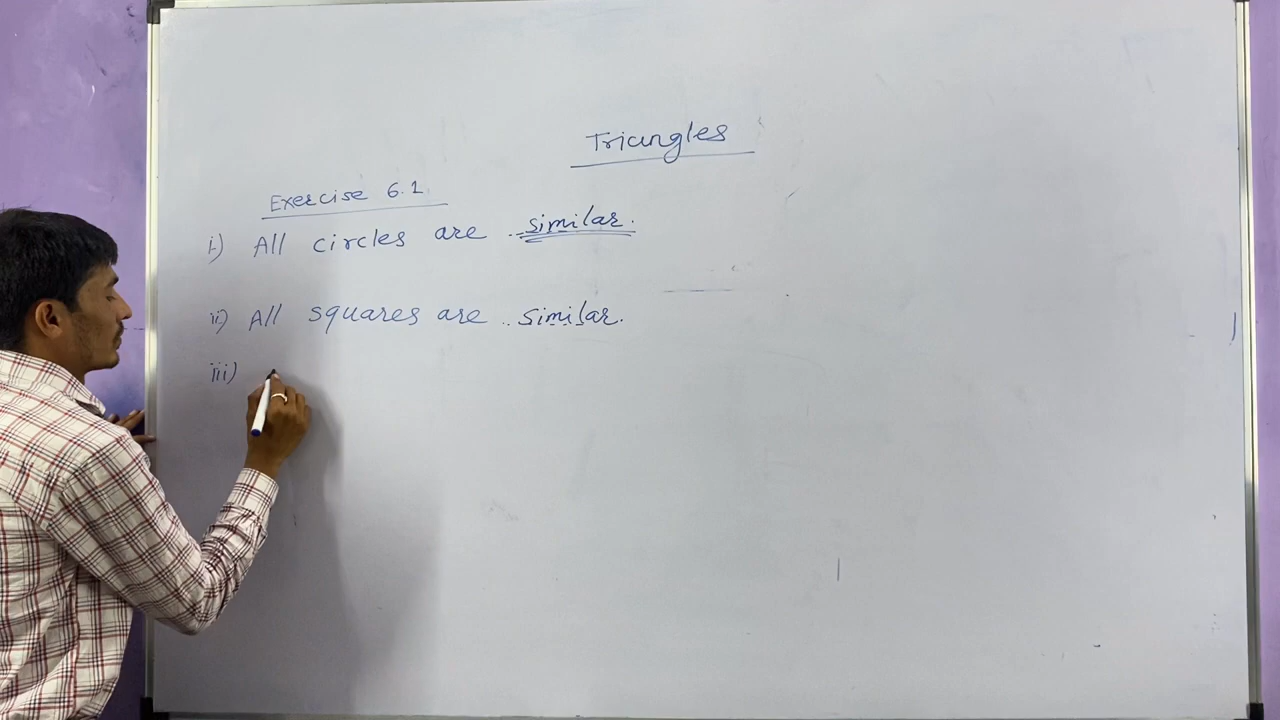 Triangles
Exercise 6.1
i) All circles are similar.
ii) All squares are similar.
iii)